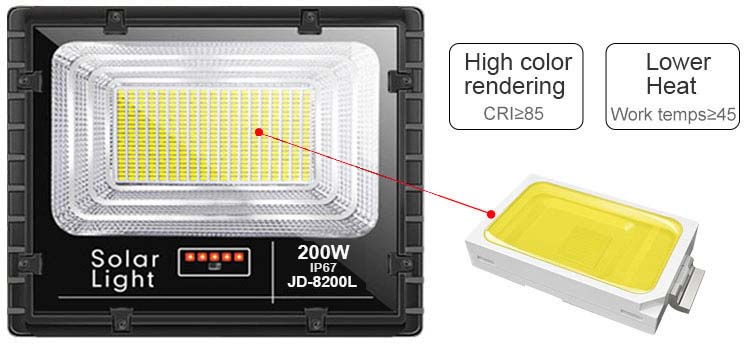 High color
rendering
CRI≥85
Lower
Heat
Work temps≥45
Solar
Light
200W
IP67
JD-8200L